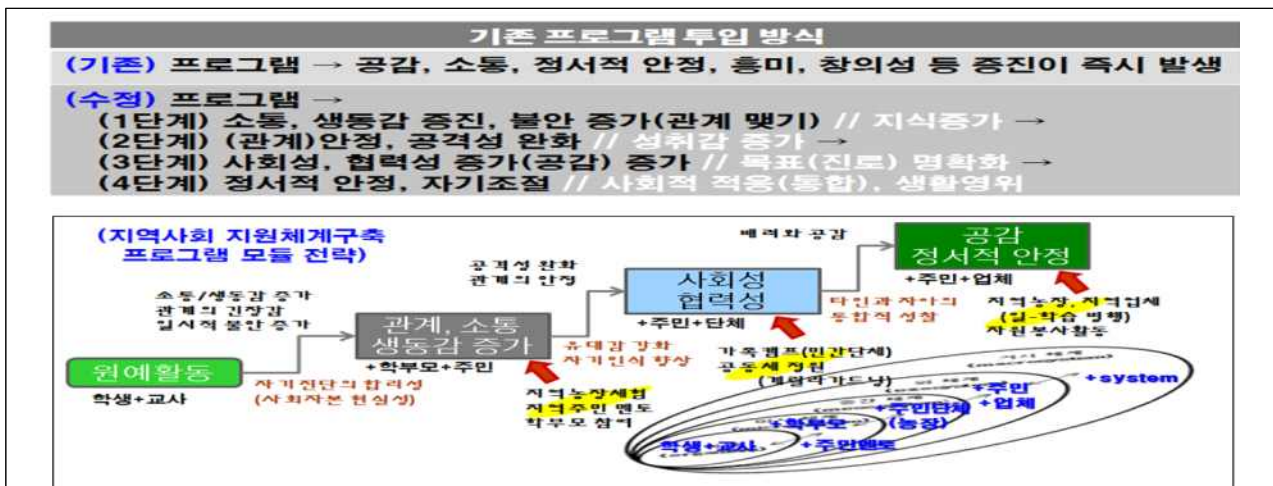 기존 프로그램 투입 방식
(기존) 프로그램 → 공감, 소통, 정서적 안정, 흥미, 창의성 등 증진이 즉시 발생
(수정) 프로그램 →
(1단계) 소통, 생동감 증진, 불안 증가(관계 맺기) // 지식증가 →
(2단계) (관계)안정, 공격성 완화 // 성취감 증가 →
(3단계) 사회성, 협력성 증가(공감) 증가 // 목표(진로) 명확화 →
(4단계) 정서적 안정, 자기조절 // 사회적 적응(통합), 생활영위
(지역사회 지원체계구축
프로그램 모듈 전략)
소통/생동감 증가
관계의 긴장감
일시적 불안 증가
원예활동
학생+교사
자기진단의 합리성
(사회자본 현실성)
관계, 소통
생동감 증가
+학부모+주민
공격성 완화
관계의 안정
유대감 강화
자기인식 향상
지역농장체험
지역주민 멘토
학부모 참여
사회성
협력성
+주민+단체
배려와 공감
타인과 자아의
통합적 성찰
가족캠프(민간단체)
공동체 정원
(게릴라가드닝)
공감
정서적 안정
+주민+업체
지역농장, 지역업체
(일-학습 병행)
자원봉사활동
학생+교사
+학부모
+주민멘토
+주민단체
(농장)
+주민
+업체
+system